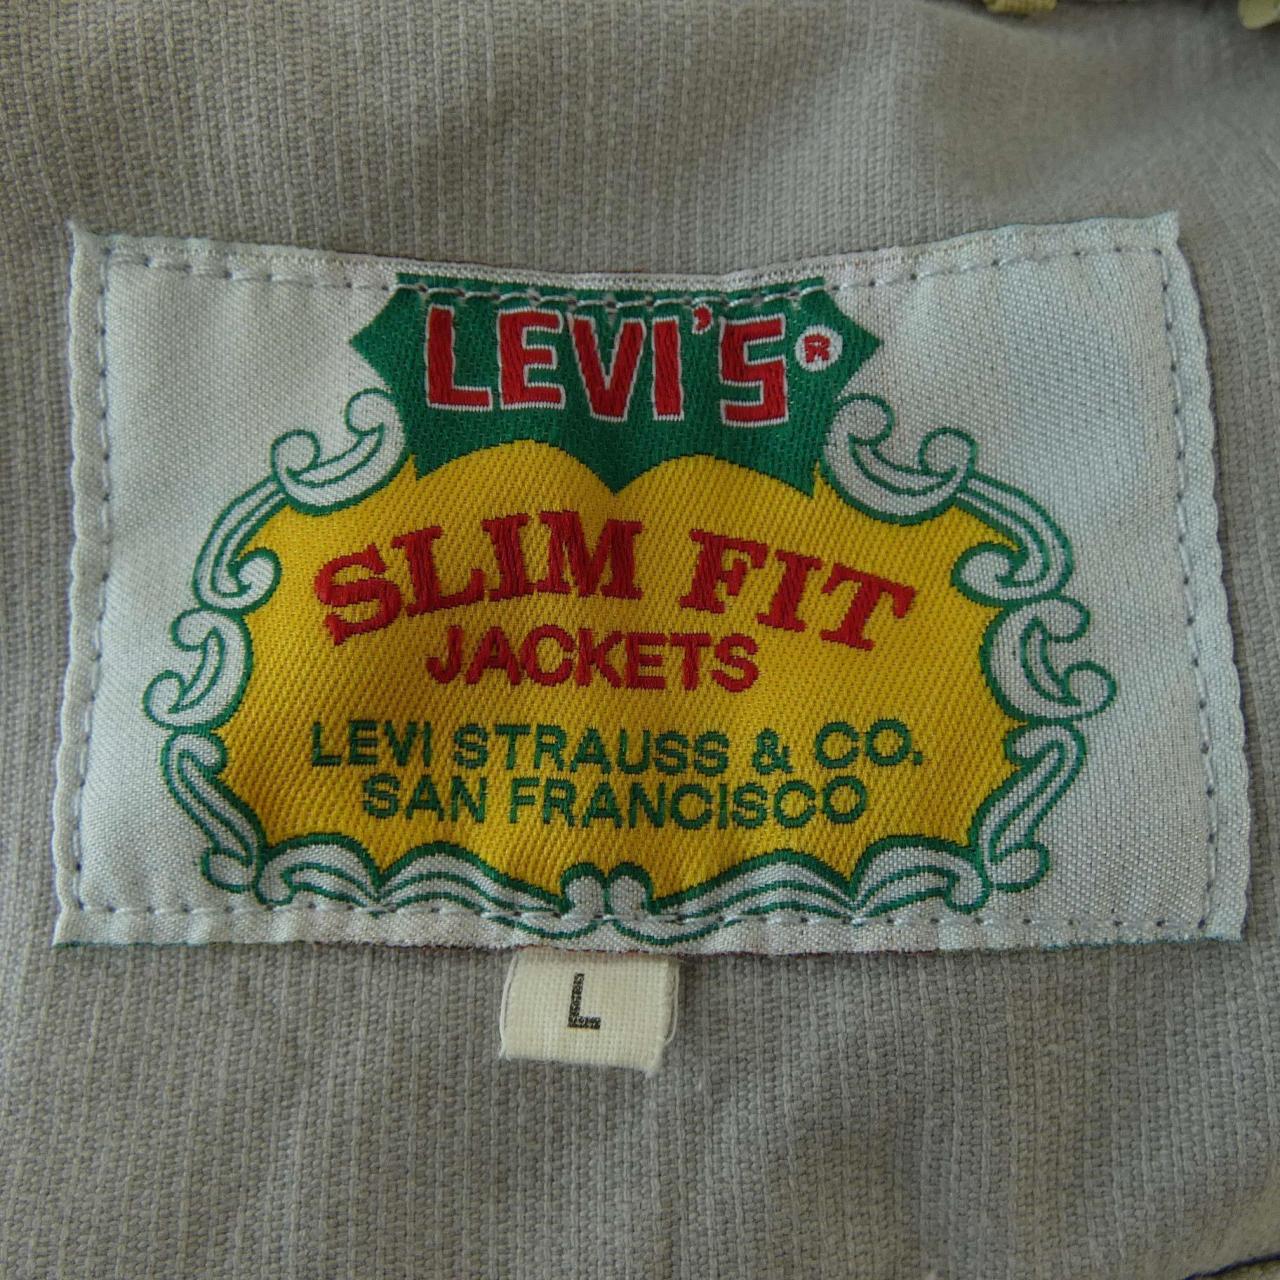 LEVI'S®
SLIM FIT
JACKETS
LEVI STRAUSS & CO.
SAN FRANCISCO
L